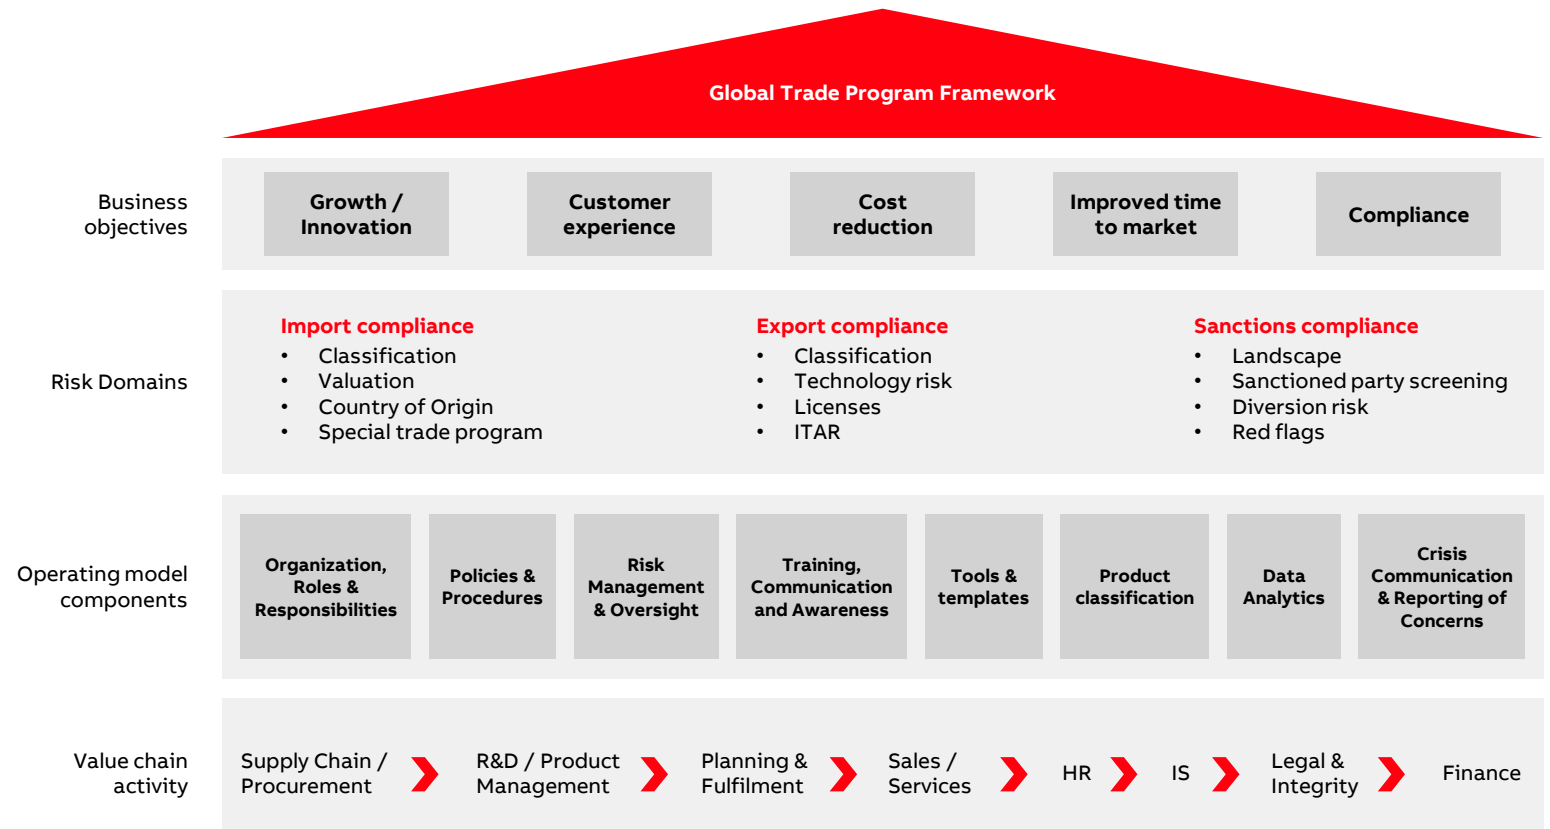 Global Trade Program Framework
Business
objectives
Growth /
Innovation
Customer
experience
Cost
reduction
Improved time
to market
Compliance
Risk Domains
Import compliance
• Classification
• Valuation
• Country of Origin
• Special trade program
Export compliance
• Classification
• Technology risk
• Licenses
• ITAR
Sanctions compliance
• Landscape
• Sanctioned party screening
• Diversion risk
• Red flags
Operating model
components
Organization,
Roles &
Responsibilities
Policies &
Procedures
Risk
Management
& Oversight
Training,
Communication
and Awareness
Tools &
templates
Product
classification
Data
Analytics
Crisis
Communication
& Reporting of
Concerns
Value chain
activity
Supply Chain /
Procurement
R&D / Product
Management
Planning &
Fulfilment
Sales /
Services
HR
IS
Legal &
Integrity
Finance